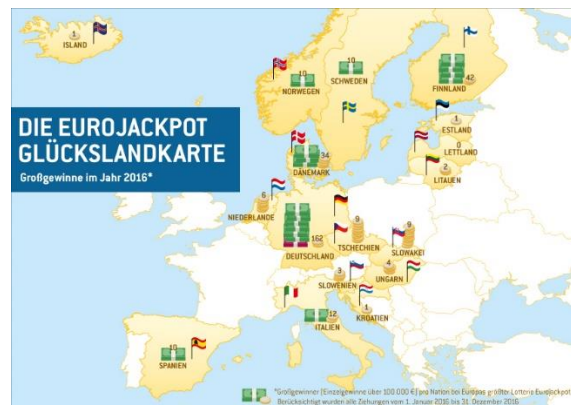 1
ISLAND
10
NORWEGEN
10
SCHWEDEN
42
FINNLAND
DIE EUROJACKPOT
GLÜCKSLANDKARTE
Großgewinne im Jahr 2016*
1
ESTLAND
0
LETTLAND
2
LITAUEN
34
DÄNEMARK
6
NIEDERLANDE
162
DEUTSCHLAND
9
TSCHECHIEN
9
SLOWAKEI
4
UNGARN
3
SLOWENIEN
1
KROATIEN
12
ITALIEN
10
SPANIEN
*Großgewinner (Einzelgewinne über 100.000 €) pro Nation bei Europas größter Lotterie Eurojackpot
Berücksichtigt wurden alle Ziehungen vom 1. Januar 2016 bis 31. Dezember 2016